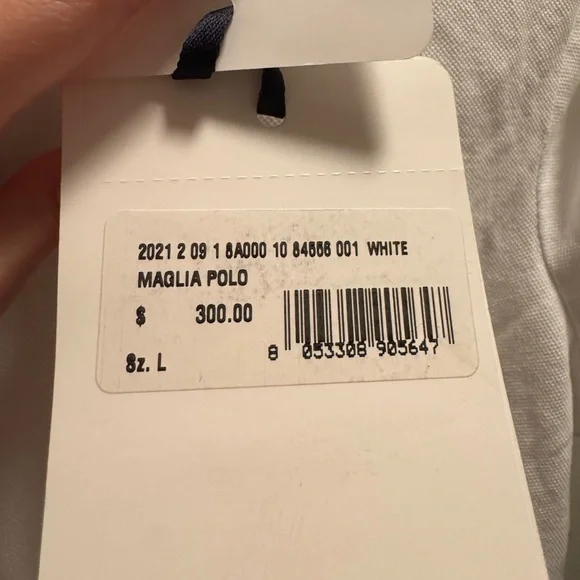 2021 2 09 1 8A000 10 84556 001 WHITE
MAGLIA POLO
$ 300.00
Sz. L
8 053308 905647